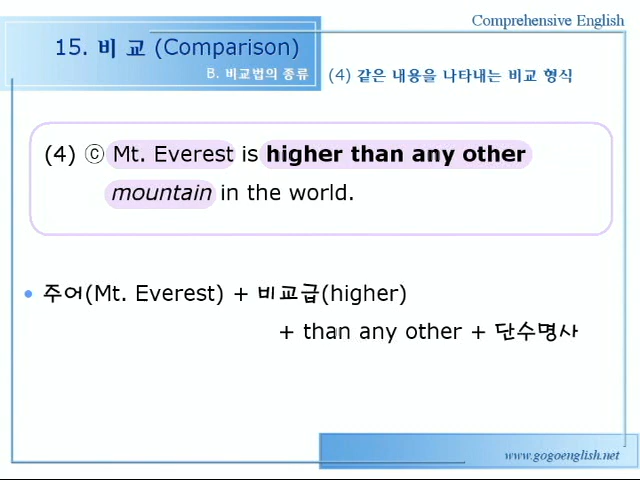 Comprehensive English
15. 비 교 (Comparison)
B. 비교법의 종류
(4) 같은 내용을 나타내는 비교 형식
(4) ⓒ Mt. Everest is higher than any other
mountain in the world.
• 주어(Mt. Everest) + 비교급(higher)
+ than any other + 단수명사
www.gogoenglish.net